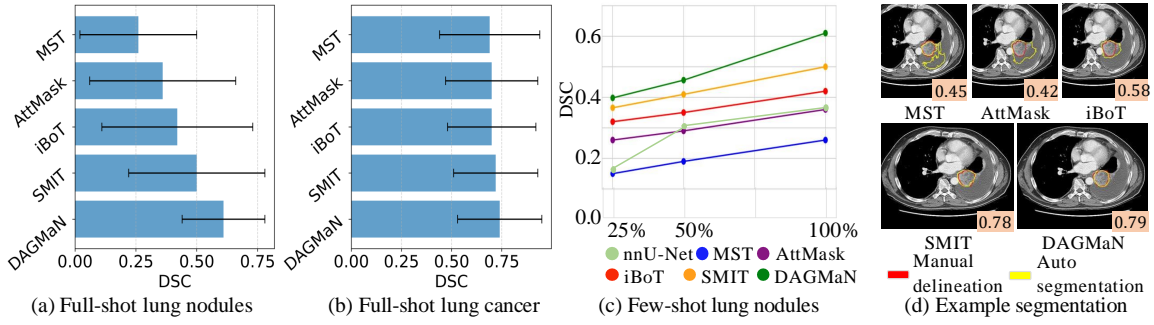 MST
AttMask
iBoT
SMIT
DAGMaN
0.00 0.25 0.50 0.75
DSC
(a) Full-shot lung nodules
MST
AttMask
iBoT
SMIT
DAGMaN
0.00 0.25 0.50 0.75
DSC
(b) Full-shot lung cancer
DSC
0.6
0.4
0.2
0.0
25% 50% 100%
nnU-Net MST AttMask
iBoT SMIT DAGMaN
(c) Few-shot lung nodules
0.45 0.42 0.58
MST AttMask iBoT
0.78 0.79
SMIT DAGMaN
Manual Auto
delineation segmentation
(d) Example segmentation